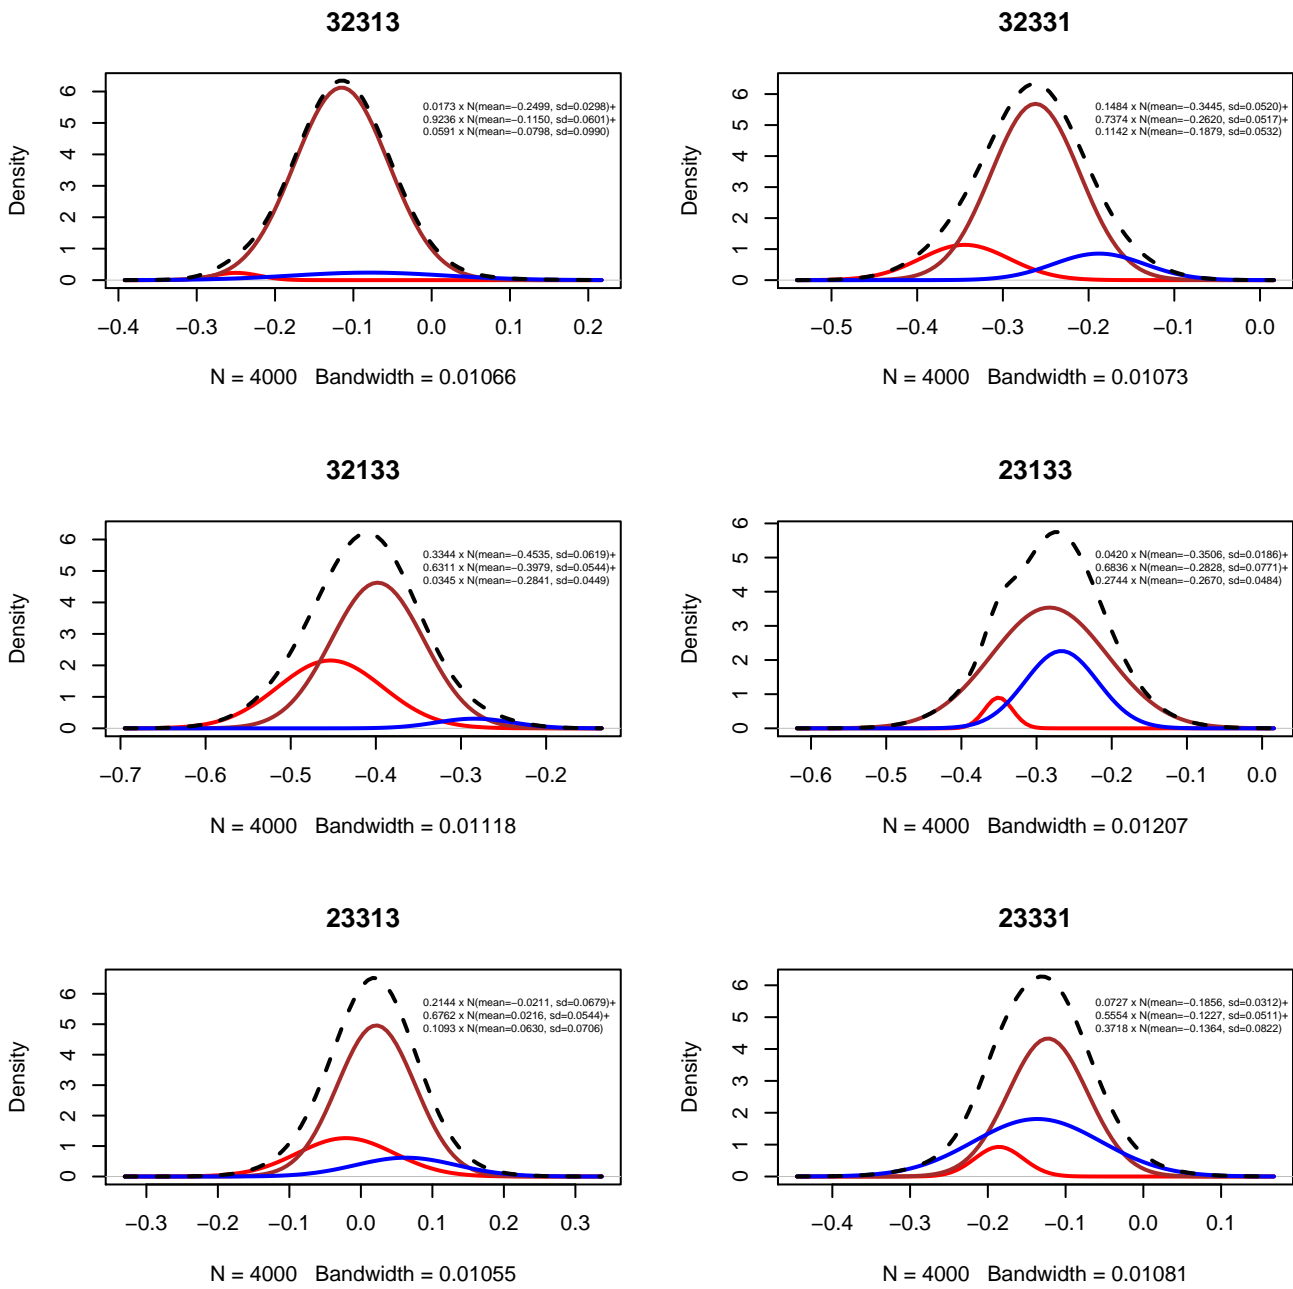 32313
6
5
4
3
2
1
0
Density
0.0173 x N(mean=−0.2499, sd=0.0298)+
0.9236 x N(mean=−0.1150, sd=0.0601)+
0.0591 x N(mean=−0.0798, sd=0.0990)
−0.4 −0.3 −0.2 −0.1 0.0 0.1 0.2
N = 4000 Bandwidth = 0.01066
32331
6
5
4
3
2
1
0
Density
0.1484 x N(mean=−0.3445, sd=0.0520)+
0.7374 x N(mean=−0.2620, sd=0.0517)+
0.1142 x N(mean=−0.1879, sd=0.0532)
−0.5 −0.4 −0.3 −0.2 −0.1 0.0
N = 4000 Bandwidth = 0.01073
32133
6
5
4
3
2
1
0
Density
0.3344 x N(mean=−0.4535, sd=0.0619)+
0.6311 x N(mean=−0.3979, sd=0.0544)+
0.0345 x N(mean=−0.2841, sd=0.0449)
−0.7 −0.6 −0.5 −0.4 −0.3 −0.2
N = 4000 Bandwidth = 0.01118
23133
6
5
4
3
2
1
0
Density
0.0420 x N(mean=−0.3506, sd=0.0186)+
0.6836 x N(mean=−0.2828, sd=0.0771)+
0.2744 x N(mean=−0.2670, sd=0.0484)
−0.6 −0.5 −0.4 −0.3 −0.2 −0.1 0.0
N = 4000 Bandwidth = 0.01207
23313
6
5
4
3
2
1
0
Density
0.2144 x N(mean=−0.0211, sd=0.0679)+
0.6762 x N(mean=0.0216, sd=0.0544)+
0.1093 x N(mean=0.0630, sd=0.0706)
−0.3 −0.2 −0.1 0.0 0.1 0.2 0.3
N = 4000 Bandwidth = 0.01055
23331
6
5
4
3
2
1
0
Density
0.0727 x N(mean=−0.1856, sd=0.0312)+
0.5554 x N(mean=−0.1227, sd=0.0511)+
0.3718 x N(mean=−0.1364, sd=0.0822)
−0.4 −0.3 −0.2 −0.1 0.0 0.1
N = 4000 Bandwidth = 0.01081